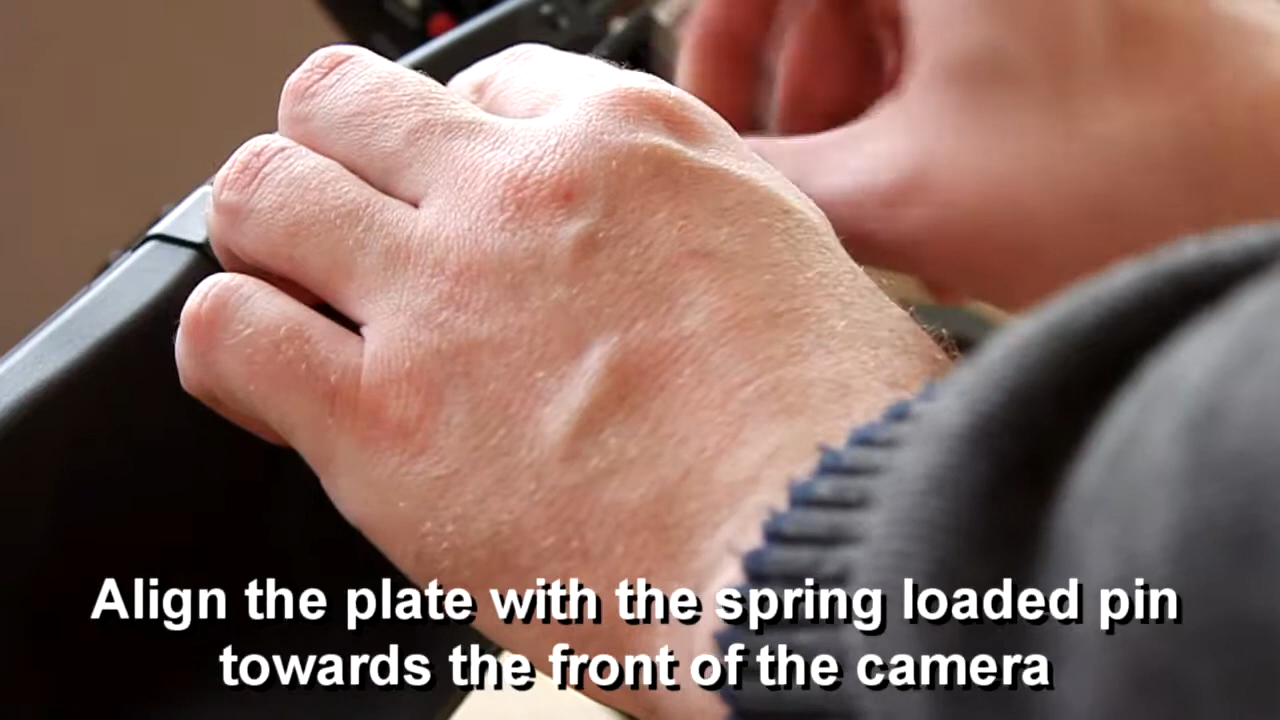 Align the plate with the spring loaded pin
towards the front of the camera